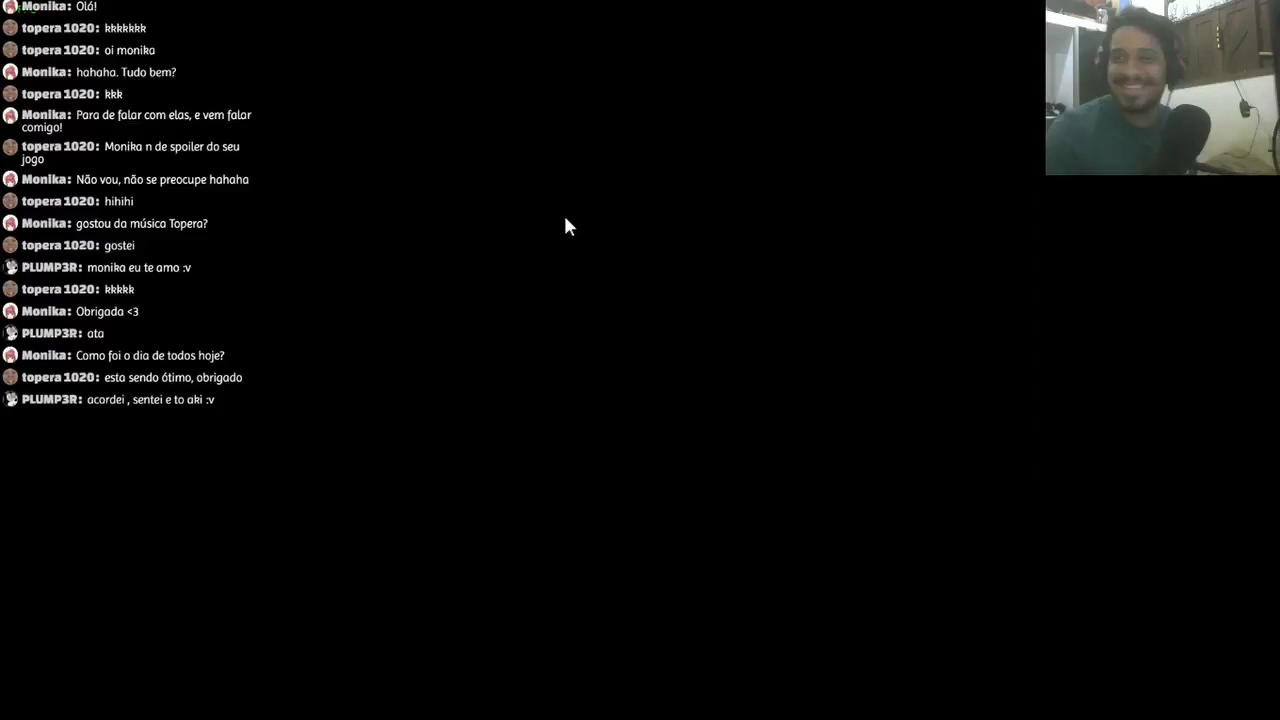 Monika: Olá!
topera 1020: kkkkkkk
topera 1020: oi monika
Monika: hahaha. Tudo bem?
topera 1020: kkk
Monika: Para de falar com elas, e vem falar
comigo!
topera 1020: Monika n de spoiler do seu
jogo
Monika: Não vou, não se preocupe hahaha
topera 1020: hihihi
Monika: gostou da música Topera?
topera 1020: gostei
PLUMP3R: monika eu te amo :v
topera 1020: kkkkk
Monika: Obrigada <3
PLUMP3R: ata
Monika: Como foi o dia de todos hoje?
topera 1020: esta sendo ótimo, obrigado
PLUMP3R: acordei , sentei e to aki :v